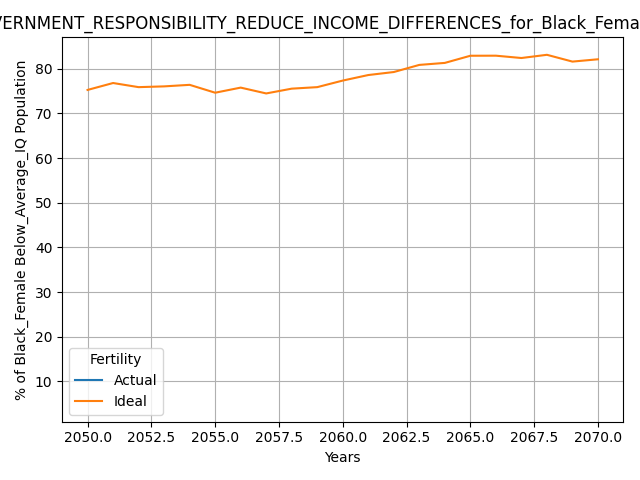 VERNMENT_RESPONSIBILITY_REDUCE_INCOME_DIFFERENCES_for_Black_Fema
% of Black_Female Below_Average_IQ Population
80
70
60
50
40
30
20
10
Fertility
Actual
Ideal
2050.0 2052.5 2055.0 2057.5 2060.0 2062.5 2065.0 2067.5 2070.0
Years